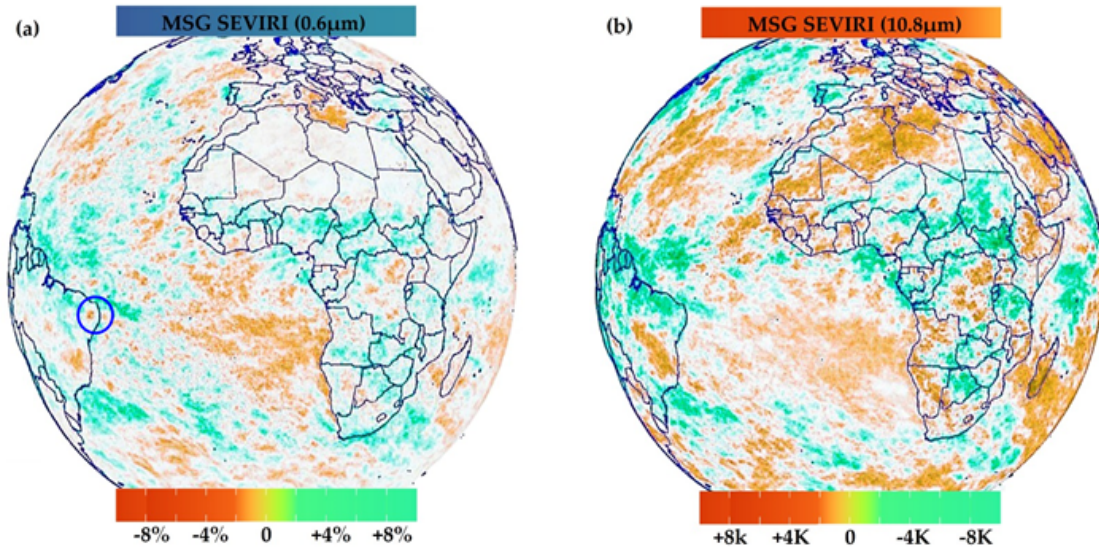 (a)
MSG SEVIRI (0.6μm)
(b)
MSG SEVIRI (10.8μm)
-8% -4% 0 +4% +8%
+8k +4K 0 -4K -8K